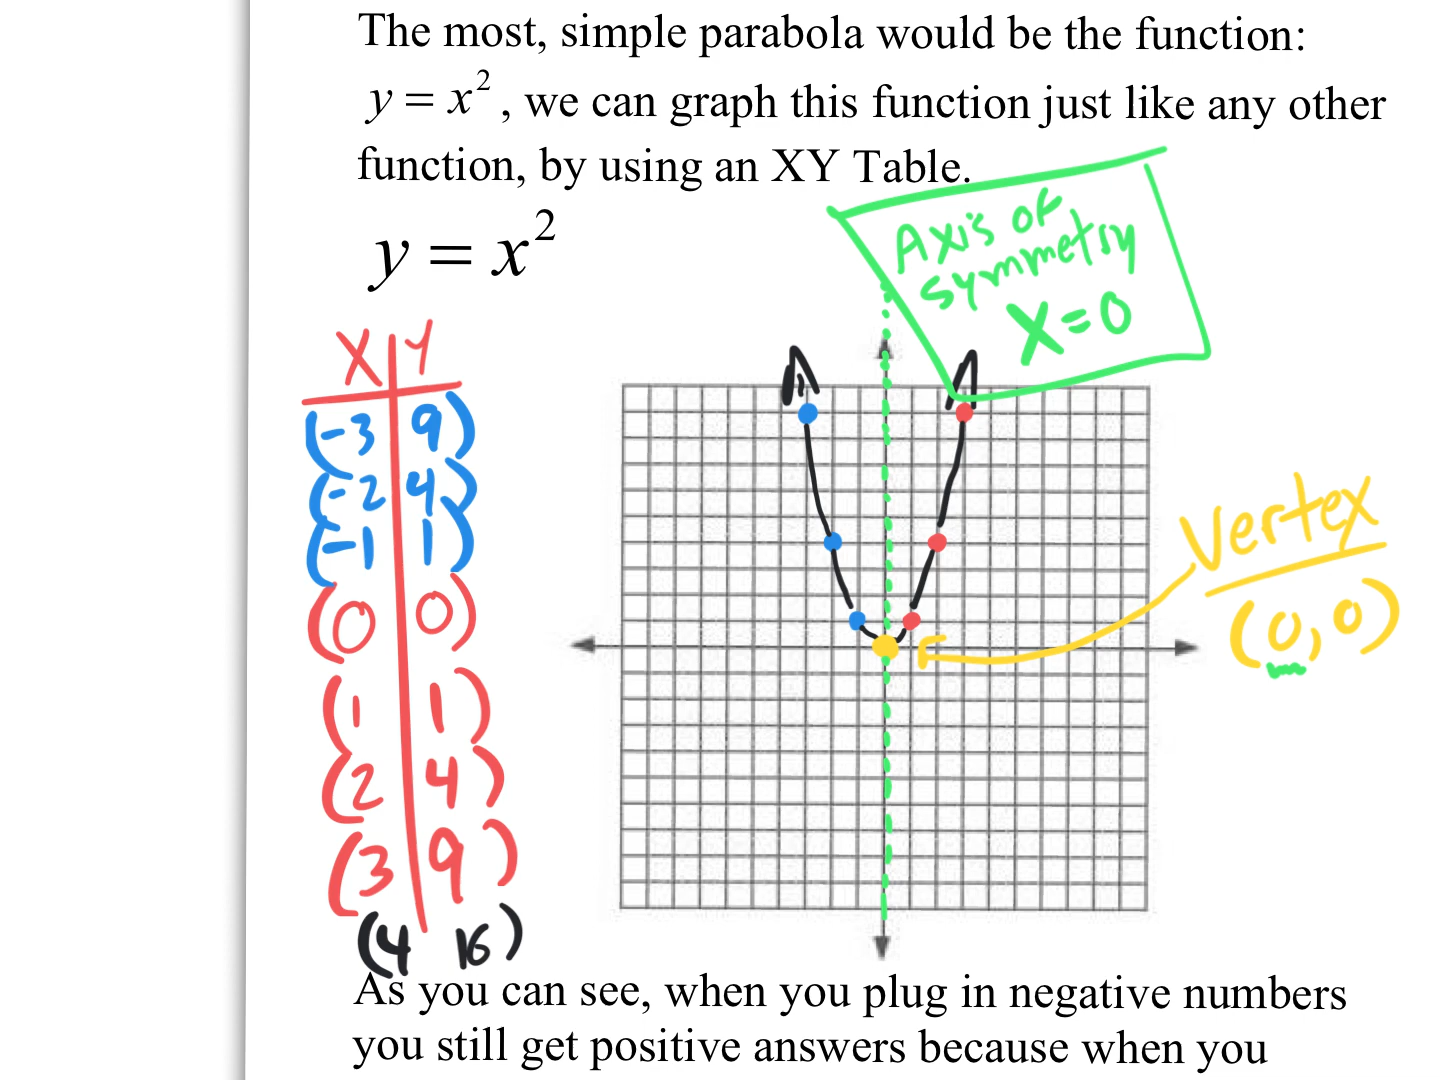 The most, simple parabola would be the function:
y = x², we can graph this function just like any other
function, by using an XY Table.
y = x²
Axis of
symmetry
X=0
X Y
(-3 9)
(-2 4)
(-1 1)
(0 0)
(1 1)
(2 4)
(3 9)
(4 16)
Vertex
(0,0)
As you can see, when you plug in negative numbers
you still get positive answers because when you